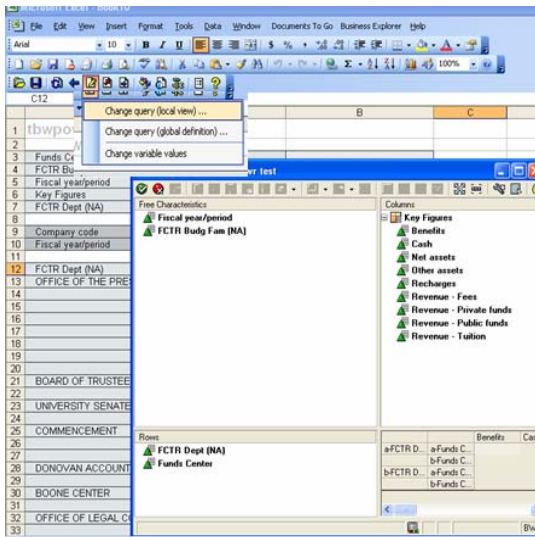 Microsoft Excel - Book10
File Edit View Insert Format Tools Data Window Documents To Go Business Explorer Help
Arial 10 B I U $ %
100%
C12
Change query (local view) ...
Change query (global definition) ...
Change variable values
B C
1 tbwpo
2
3 Funds Ce
4 FCTR Bu
5 Fiscal year/period
6 Key Figures
7 FCTR Dept (NA)
8
9 Company code
10 Fiscal year/period
11
12 FCTR Dept (NA)
13 OFFICE OF THE PRE
14
15
16
17
18
19
20
21 BOARD OF TRUSTEE
22
23 UNIVERSITY SENATE
24
25 COMMENCEMENT
26
27
28 DONOVAN ACCOUNT
29
30 BOONE CENTER
31
32 OFFICE OF LEGAL CO
33
wr test
Free Characteristics
Fiscal year/period
FCTR Budg Fam (NA)
Columns
Key Figures
Benefits
Cash
Net assets
Other assets
Recharges
Revenue - Fees
Revenue - Private funds
Revenue - Public funds
Revenue - Tuition
Rows
FCTR Dept (NA)
Funds Center
Benefits Cas
a-FCTR D... a-Funds C...
b-Funds C...
b-FCTR D... a-Funds C...
b-Funds C...
BW